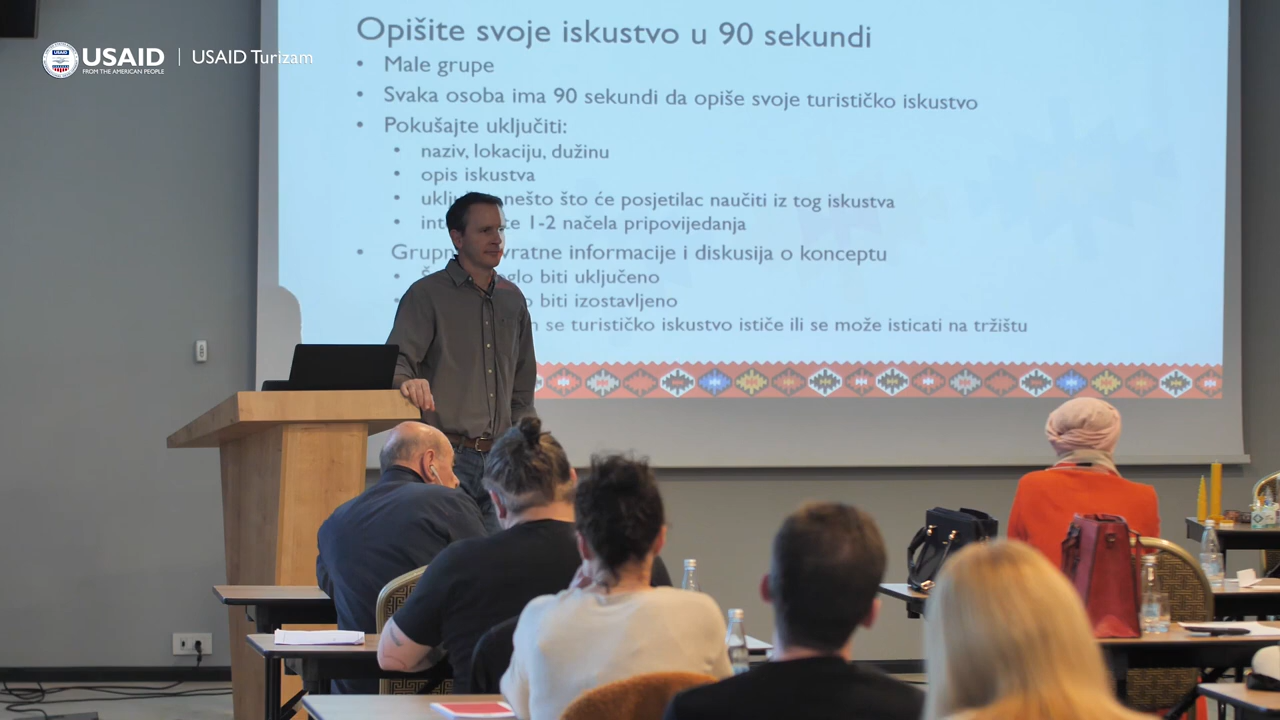 USAID
FROM THE AMERICAN PEOPLE
USAID Turizam
Opišite svoje iskustvo u 90 sekundi
• Male grupe
• Svaka osoba ima 90 sekundi da opiše svoje turističko iskustvo
• Pokušajte uključiti:
• naziv, lokaciju, dužinu
• opis iskustva
• nešto što će posjetilac naučiti iz tog iskustva
• 1-2 načela pripovijedanja
• informacije i diskusija o konceptu
• biti uključeno
• biti izostavljeno
se turističko iskustvo ističe ili se može isticati na tržištu